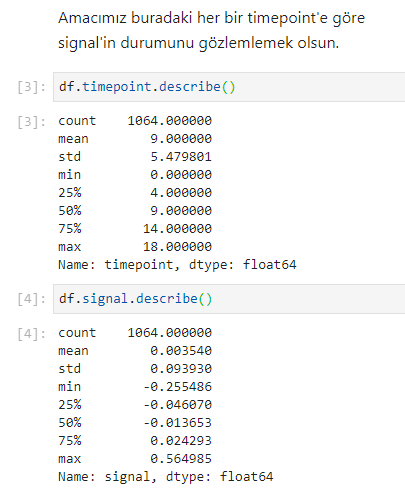 Amacımız buradaki her bir timepoint'e göre
signal'in durumunu gözlemlemek olsun.
[3]: df.timepoint.describe()
[3]: count    1064.000000
mean        9.000000
std         5.479801
min         0.000000
25%         4.000000
50%         9.000000
75%        14.000000
max        18.000000
Name: timepoint, dtype: float64
[4]: df.signal.describe()
[4]: count    1064.000000
mean        0.003540
std         0.093930
min        -0.255486
25%        -0.046070
50%        -0.013653
75%         0.024293
max         0.564985
Name: signal, dtype: float64